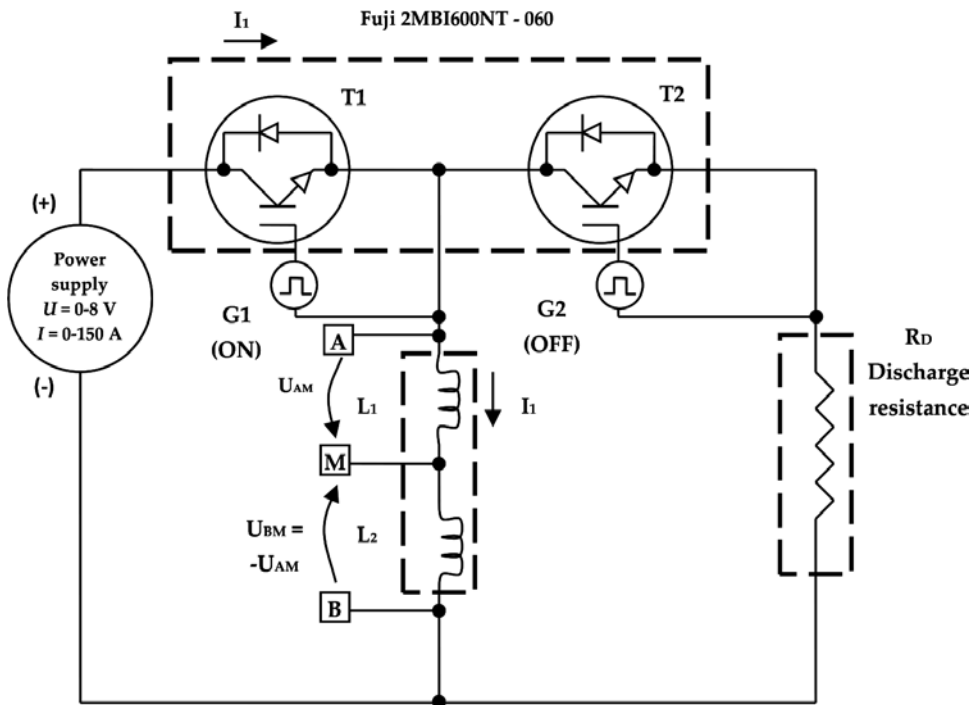 Fuji 2MBI600NT - 060
I1
T1
T2
(+)
Power
supply
U = 0-8 V
I = 0-150 A
(-)
G1
(ON)
G2
(OFF)
A
UAM
L1
I1
M
UBM =
-UAM
L2
B
RD
Discharge
resistance